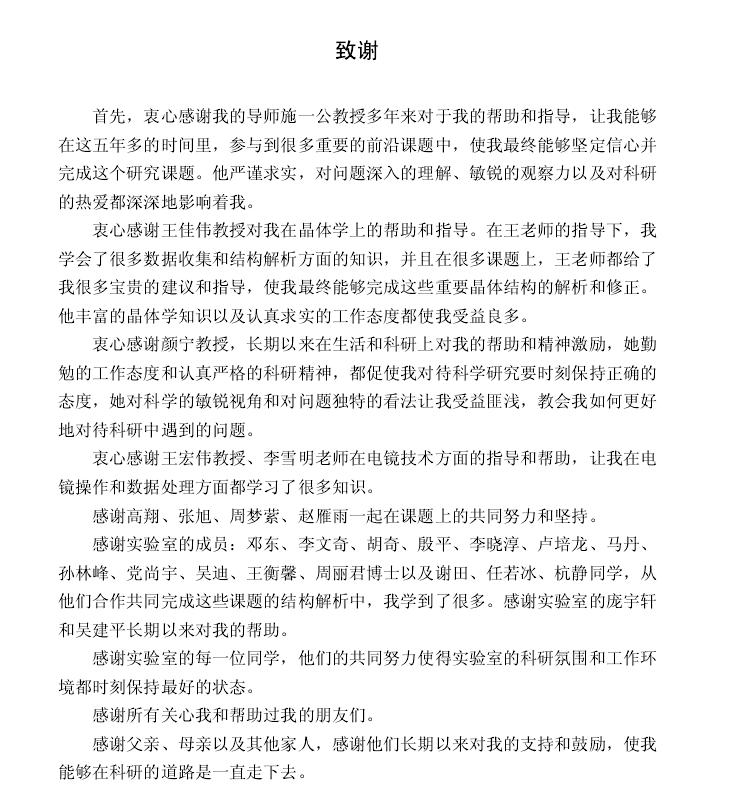 致谢
首先，衷心感谢我的导师施一公教授多年来对于我的帮助和指导，让我能够
在这五年多的时间里，参与到很多重要的前沿课题中，使我最终能够坚定信心并
完成这个研究课题。他严谨求实，对问题深入的理解、敏锐的观察力以及对科研
的热爱都深深地影响着我。
衷心感谢王佳伟教授对我在晶体学上的帮助和指导。在王老师的指导下，我
学会了很多数据收集和结构解析方面的知识，并且在很多课题上，王老师都给了
我很多宝贵的建议和指导，使我最终能够完成这些重要晶体结构的解析和修正。
他丰富的晶体学知识以及认真求实的工作态度都使我受益良多。
衷心感谢颜宁教授，长期以来在生活和科研上对我的帮助和精神激励，她勤
勉的工作态度和认真严格的科研精神，都促使我对待科学研究要时刻保持正确的
态度，她对科学的敏锐视角和对问题独特的看法让我受益匪浅，教会我如何更好
地对待科研中遇到的问题。
衷心感谢王宏伟教授、李雪明老师在电镜技术方面的指导和帮助，让我在电
镜操作和数据处理方面都学习了很多知识。
感谢高翔、张旭、周梦萦、赵雁雨一起在课题上的共同努力和坚持。
感谢实验室的成员：邓东、李文奇、胡奇、殷平、李晓淳、卢培龙、马丹、
孙林峰、党尚宇、吴迪、王衡馨、周丽君博士以及谢田、任若冰、杭静同学，从
他们合作共同完成这些课题的结构解析中，我学到了很多。感谢实验室的庞宇轩
和吴建平长期以来对我的帮助。
感谢实验室的每一位同学，他们的共同努力使得实验室的科研氛围和工作环
境都时刻保持最好的状态。
感谢所有关心我和帮助过我的朋友们。
感谢父亲、母亲以及其他家人，感谢他们长期以来对我的支持和鼓励，使我
能够在科研的道路是一直走下去。